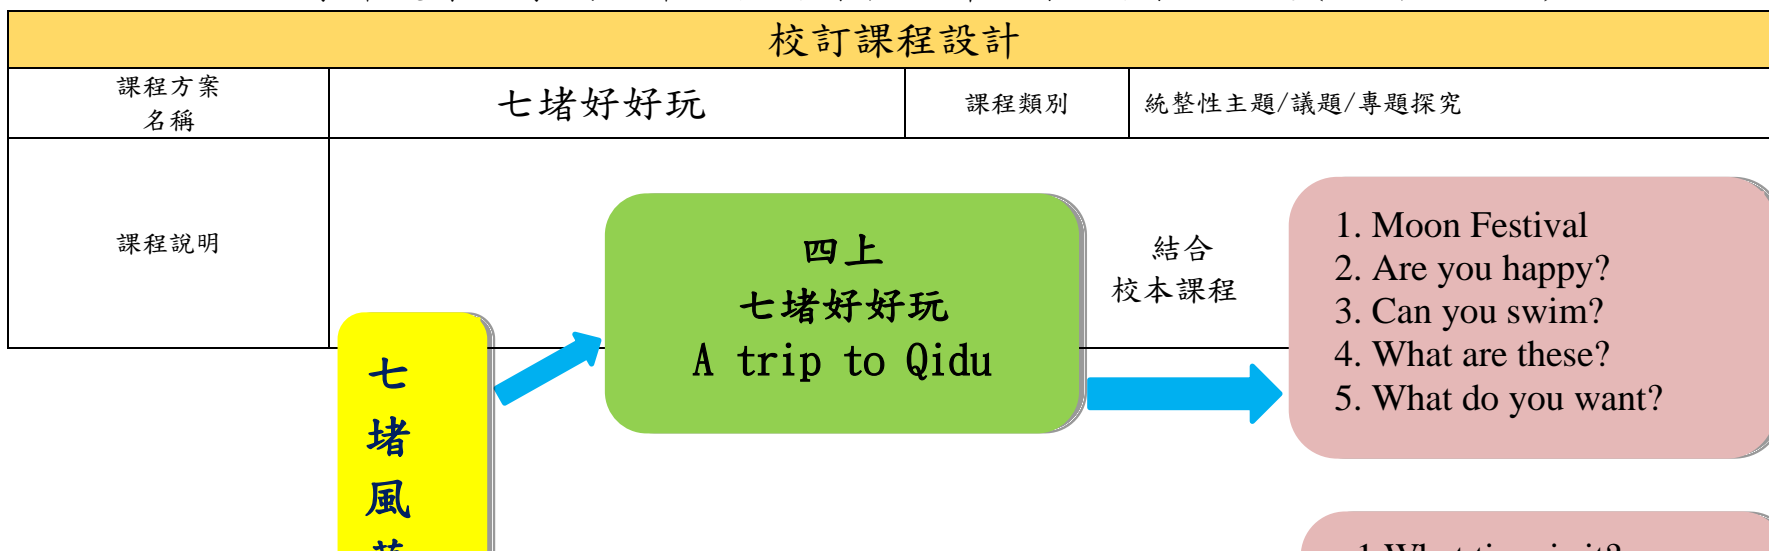 校訂課程設計
課程方案
名稱
七堵好好玩
課程類別
統整性主題/議題/專題探究
課程說明
四上
七堵好好玩
A trip to Qidu
結合
校本課程
1. Moon Festival
2. Are you happy?
3. Can you swim?
4. What are these?
5. What do you want?
七
堵
風